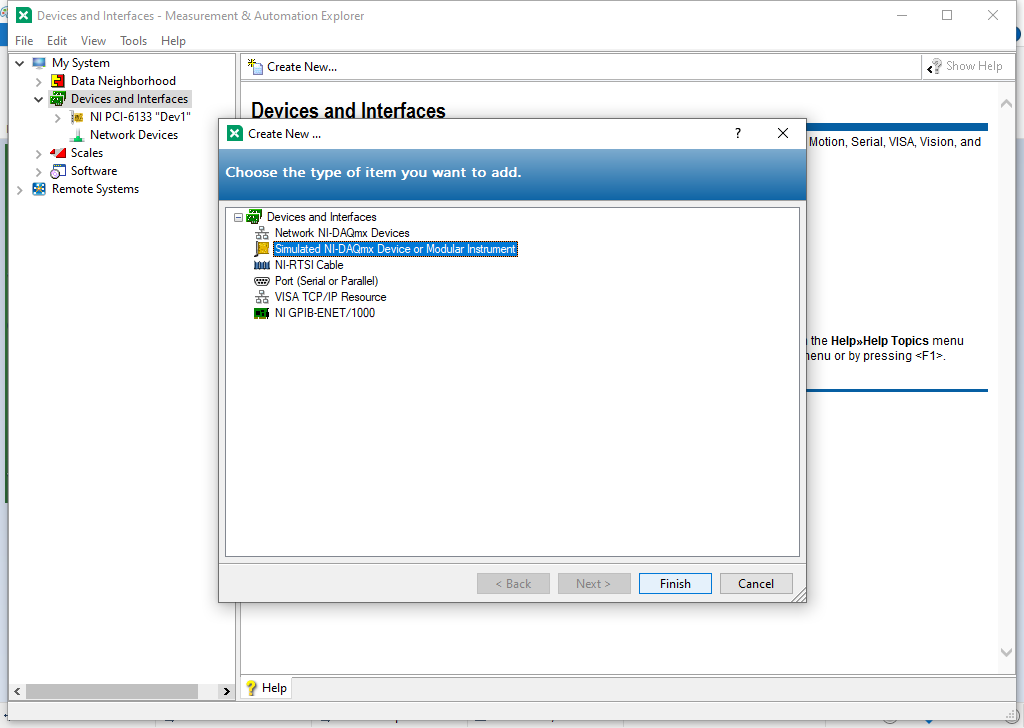 Devices and Interfaces - Measurement & Automation Explorer
File Edit View Tools Help
My System
Data Neighborhood
Devices and Interfaces
NI PCI-6133 "Dev1"
Network Devices
Scales
Software
Remote Systems
Create New...
Show Help
Devices and Interfaces
Motion, Serial, VISA, Vision, and
the Help»Help Topics menu
menu or by pressing <F1>.
Create New ...
?
Choose the type of item you want to add.
Devices and Interfaces
Network NI-DAQmx Devices
Simulated NI-DAQmx Device or Modular Instrument
NI-RTSI Cable
Port (Serial or Parallel)
VISA TCP/IP Resource
NI GPIB-ENET/1000
< Back Next > Finish Cancel
Help